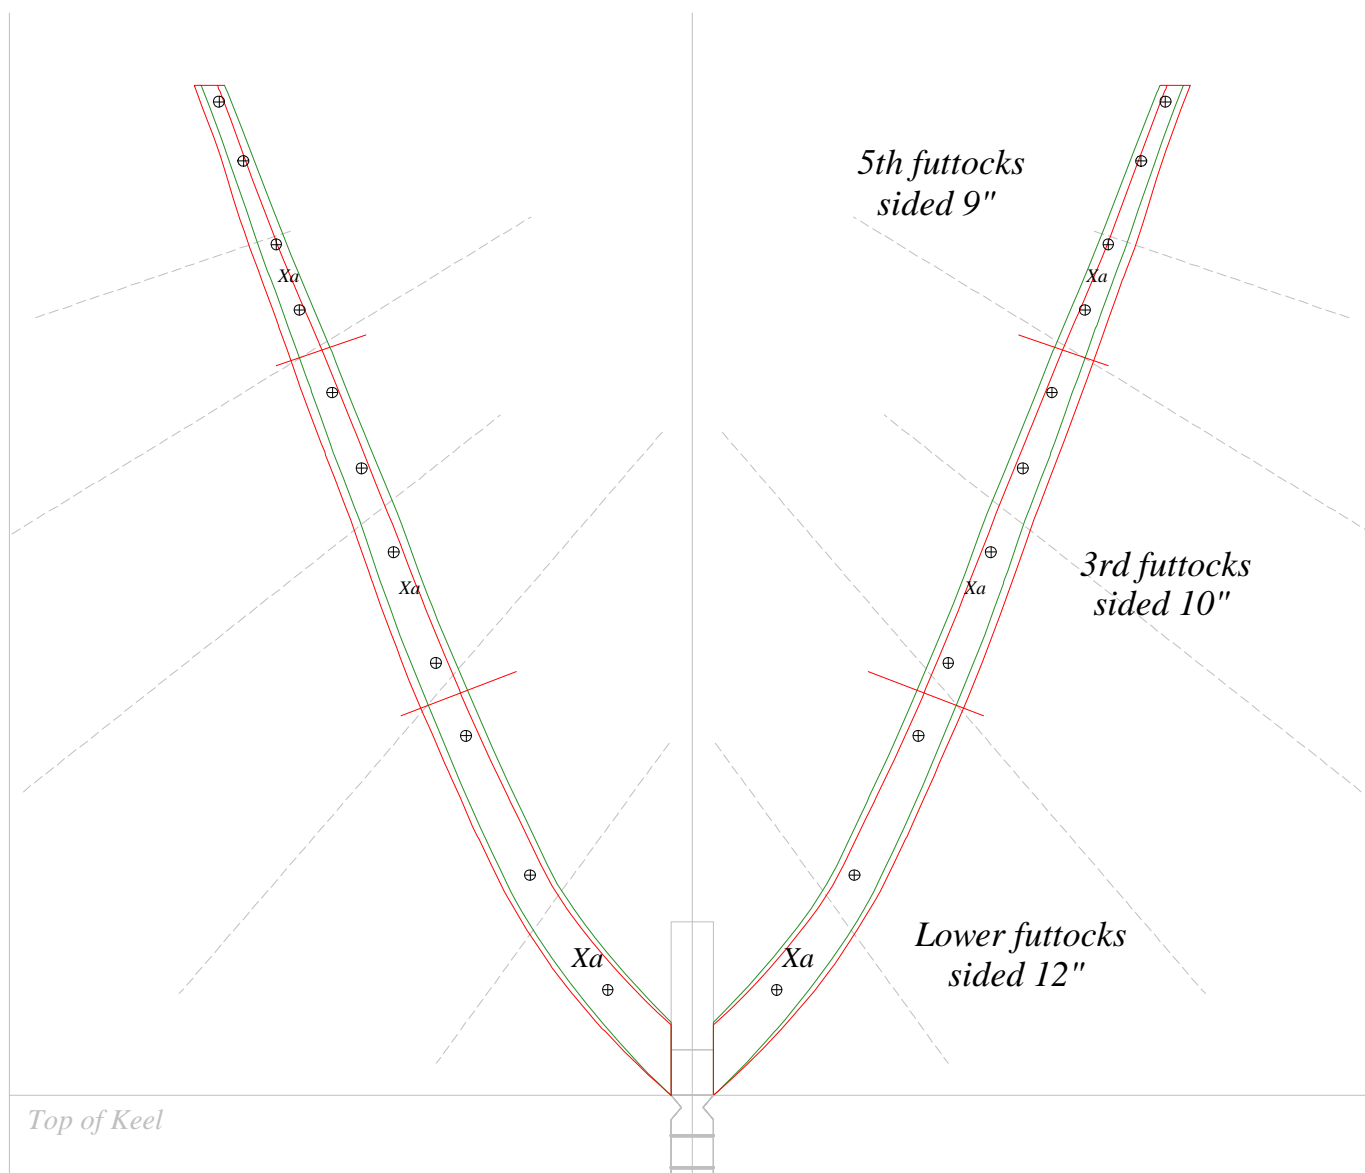 5th futtocks
sided 9"
Xa
Xa
3rd futtocks
sided 10"
Xa
Xa
Lower futtocks
sided 12"
Xa
Xa
Top of Keel